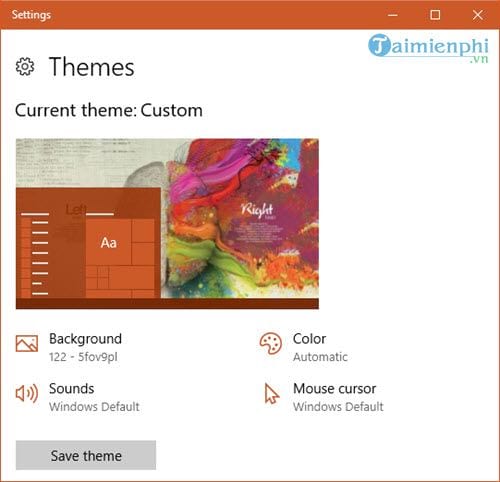 Settings
Taimienphi
.vn
Themes
Current theme: Custom
Left
Right
Aa
Background
122 - 5fov9pl
Color
Automatic
Sounds
Windows Default
Mouse cursor
Windows Default
Save theme